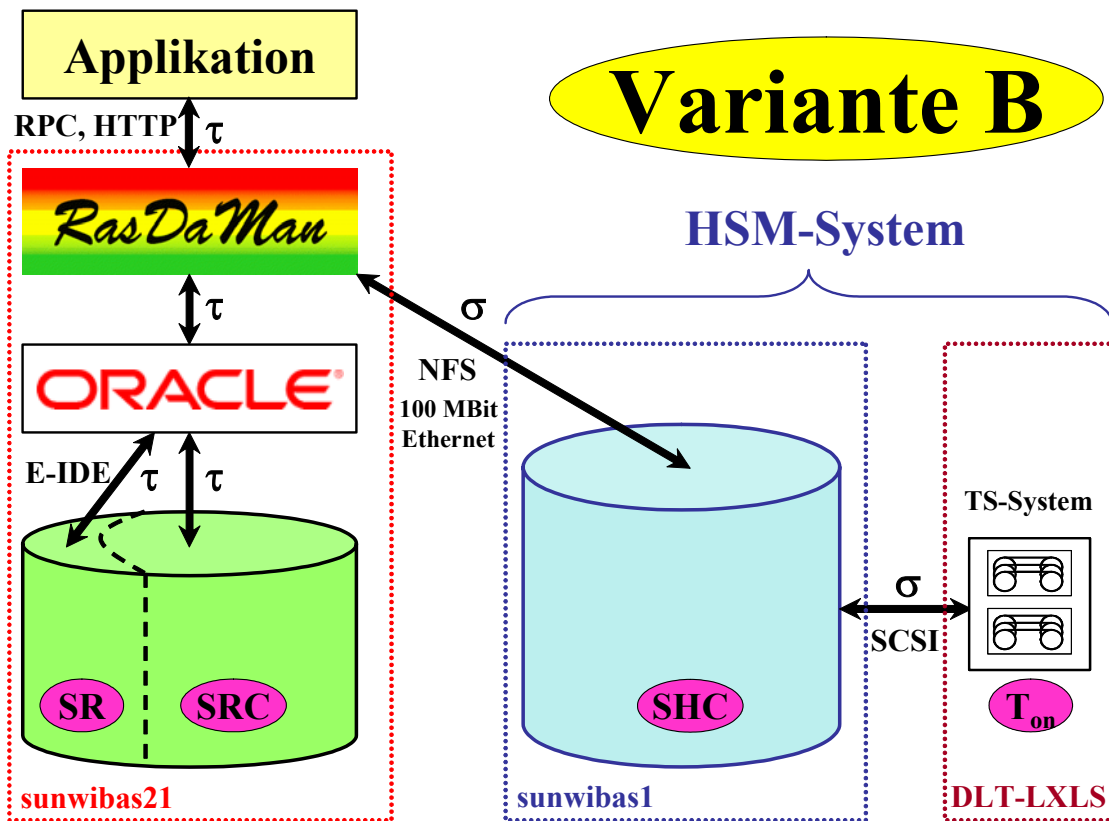 Applikation
Variante B
RPC, HTTP
τ
RasDaMan
HSM-System
τ
σ
ORACLE®
NFS
100 MBit
Ethernet
E-IDE
τ
τ
TS-System
σ
SCSI
SR
SRC
SHC
Ton
sunwibas21
sunwibas1
DLT-LXLS